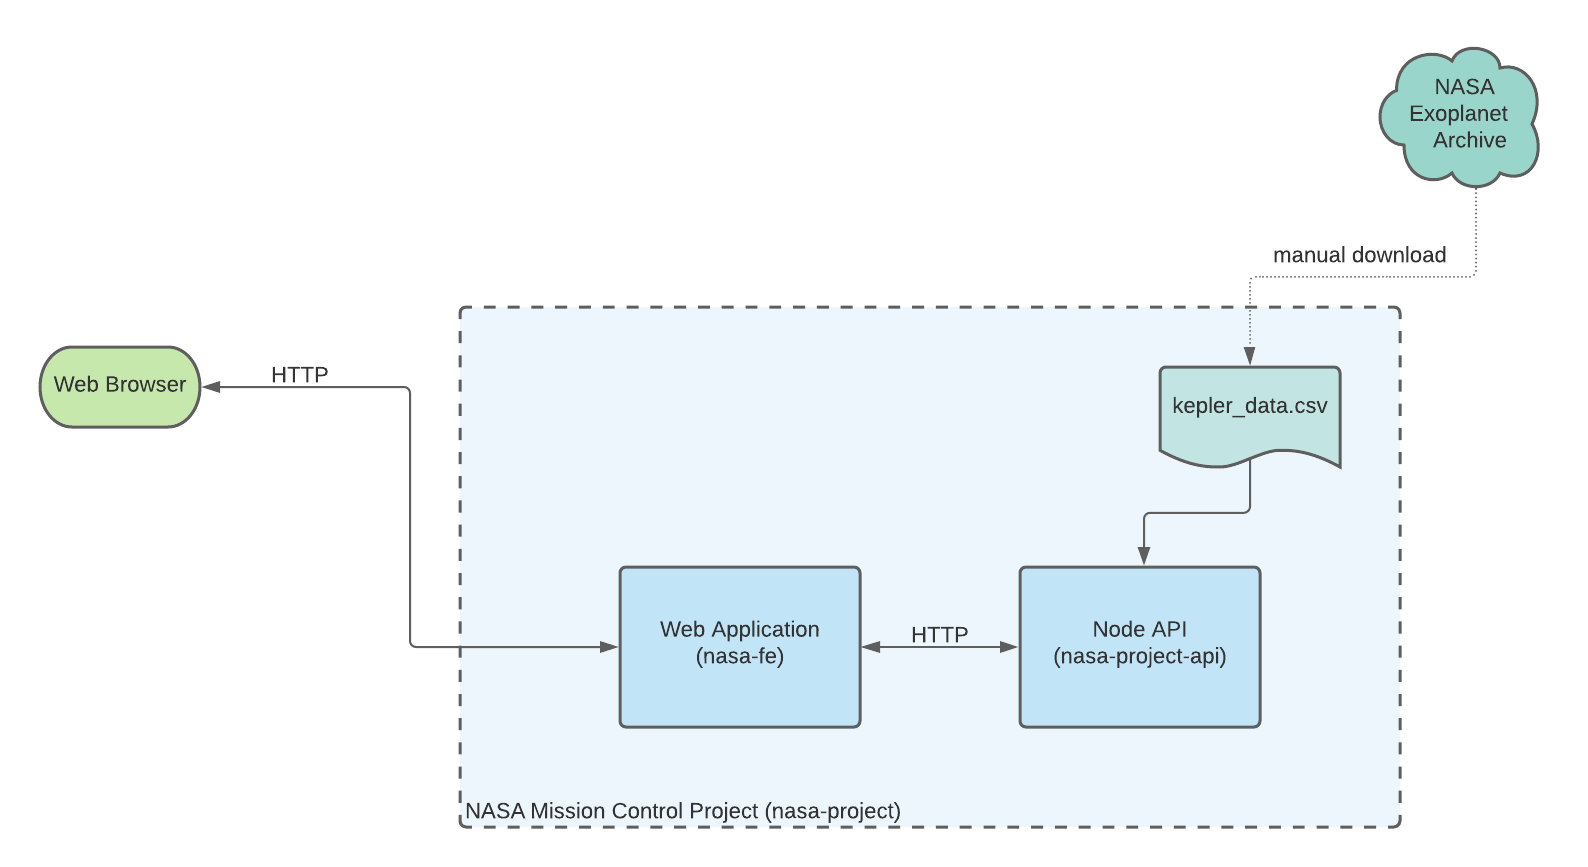 NASA
Exoplanet
Archive
manual download
HTTP
Web Browser
kepler_data.csv
Web Application
(nasa-fe)
HTTP
Node API
(nasa-project-api)
NASA Mission Control Project (nasa-project)